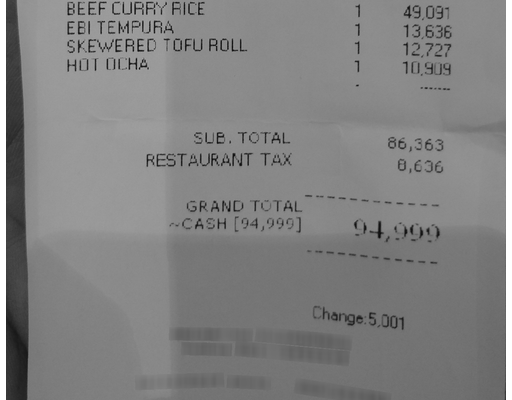 BEEF CURRY RICE 1 49,091
EBI TEMPURA 1 13,636
SKEWERED TOFU ROLL 1 12,727
HOT OCHA 1 10,909
SUB. TOTAL 86,363
RESTAURANT TAX 8,636
GRAND TOTAL
~CASH [94,999] 94,999
Change:5,001